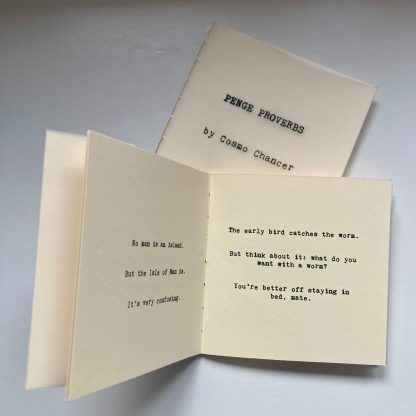 PENGE PROVERBS
by Cosmo Chancer
No man is an island.
But the Isle of Man is.
It's very confusing.
The early bird catches the worm.
But think about it: what do you
want with a worm?
You're better off staying in
bed, mate.